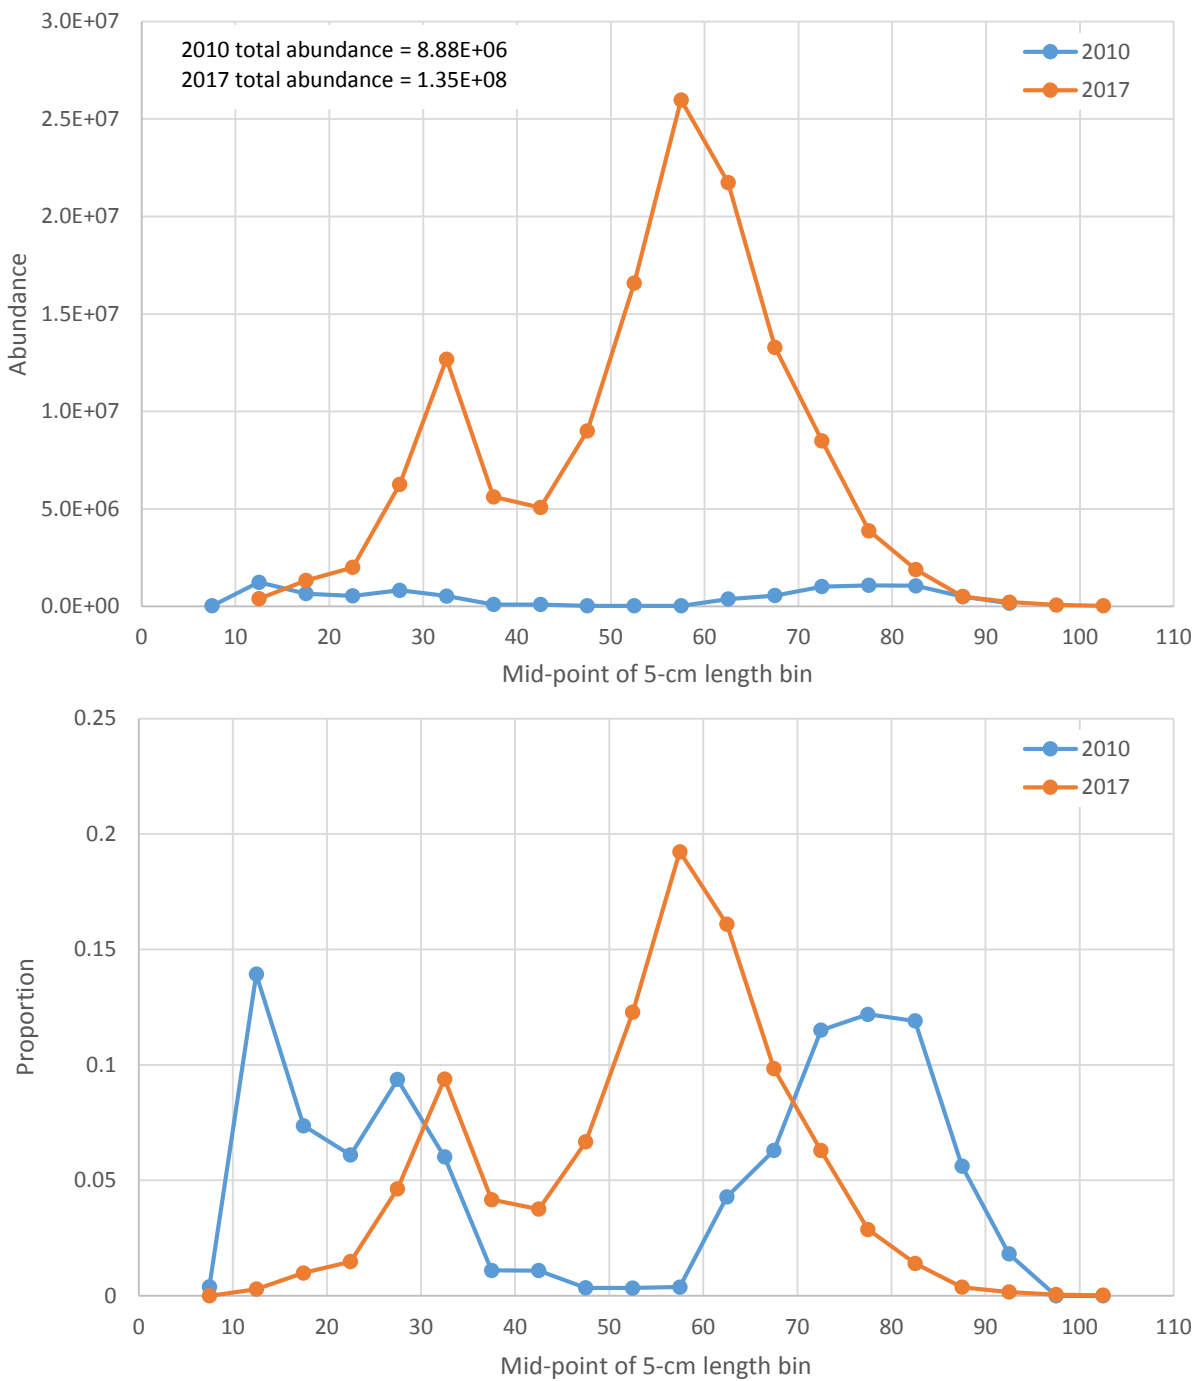 3.0E+07
2010 total abundance = 8.88E+06
2017 total abundance = 1.35E+08
2010
2017
2.5E+07
2.0E+07
1.5E+07
1.0E+07
5.0E+06
0.0E+00
Abundance
0 10 20 30 40 50 60 70 80 90 100 110
Mid-point of 5-cm length bin
0.25
2010
2017
0.2
0.15
0.1
0.05
0
Proportion
0 10 20 30 40 50 60 70 80 90 100 110
Mid-point of 5-cm length bin